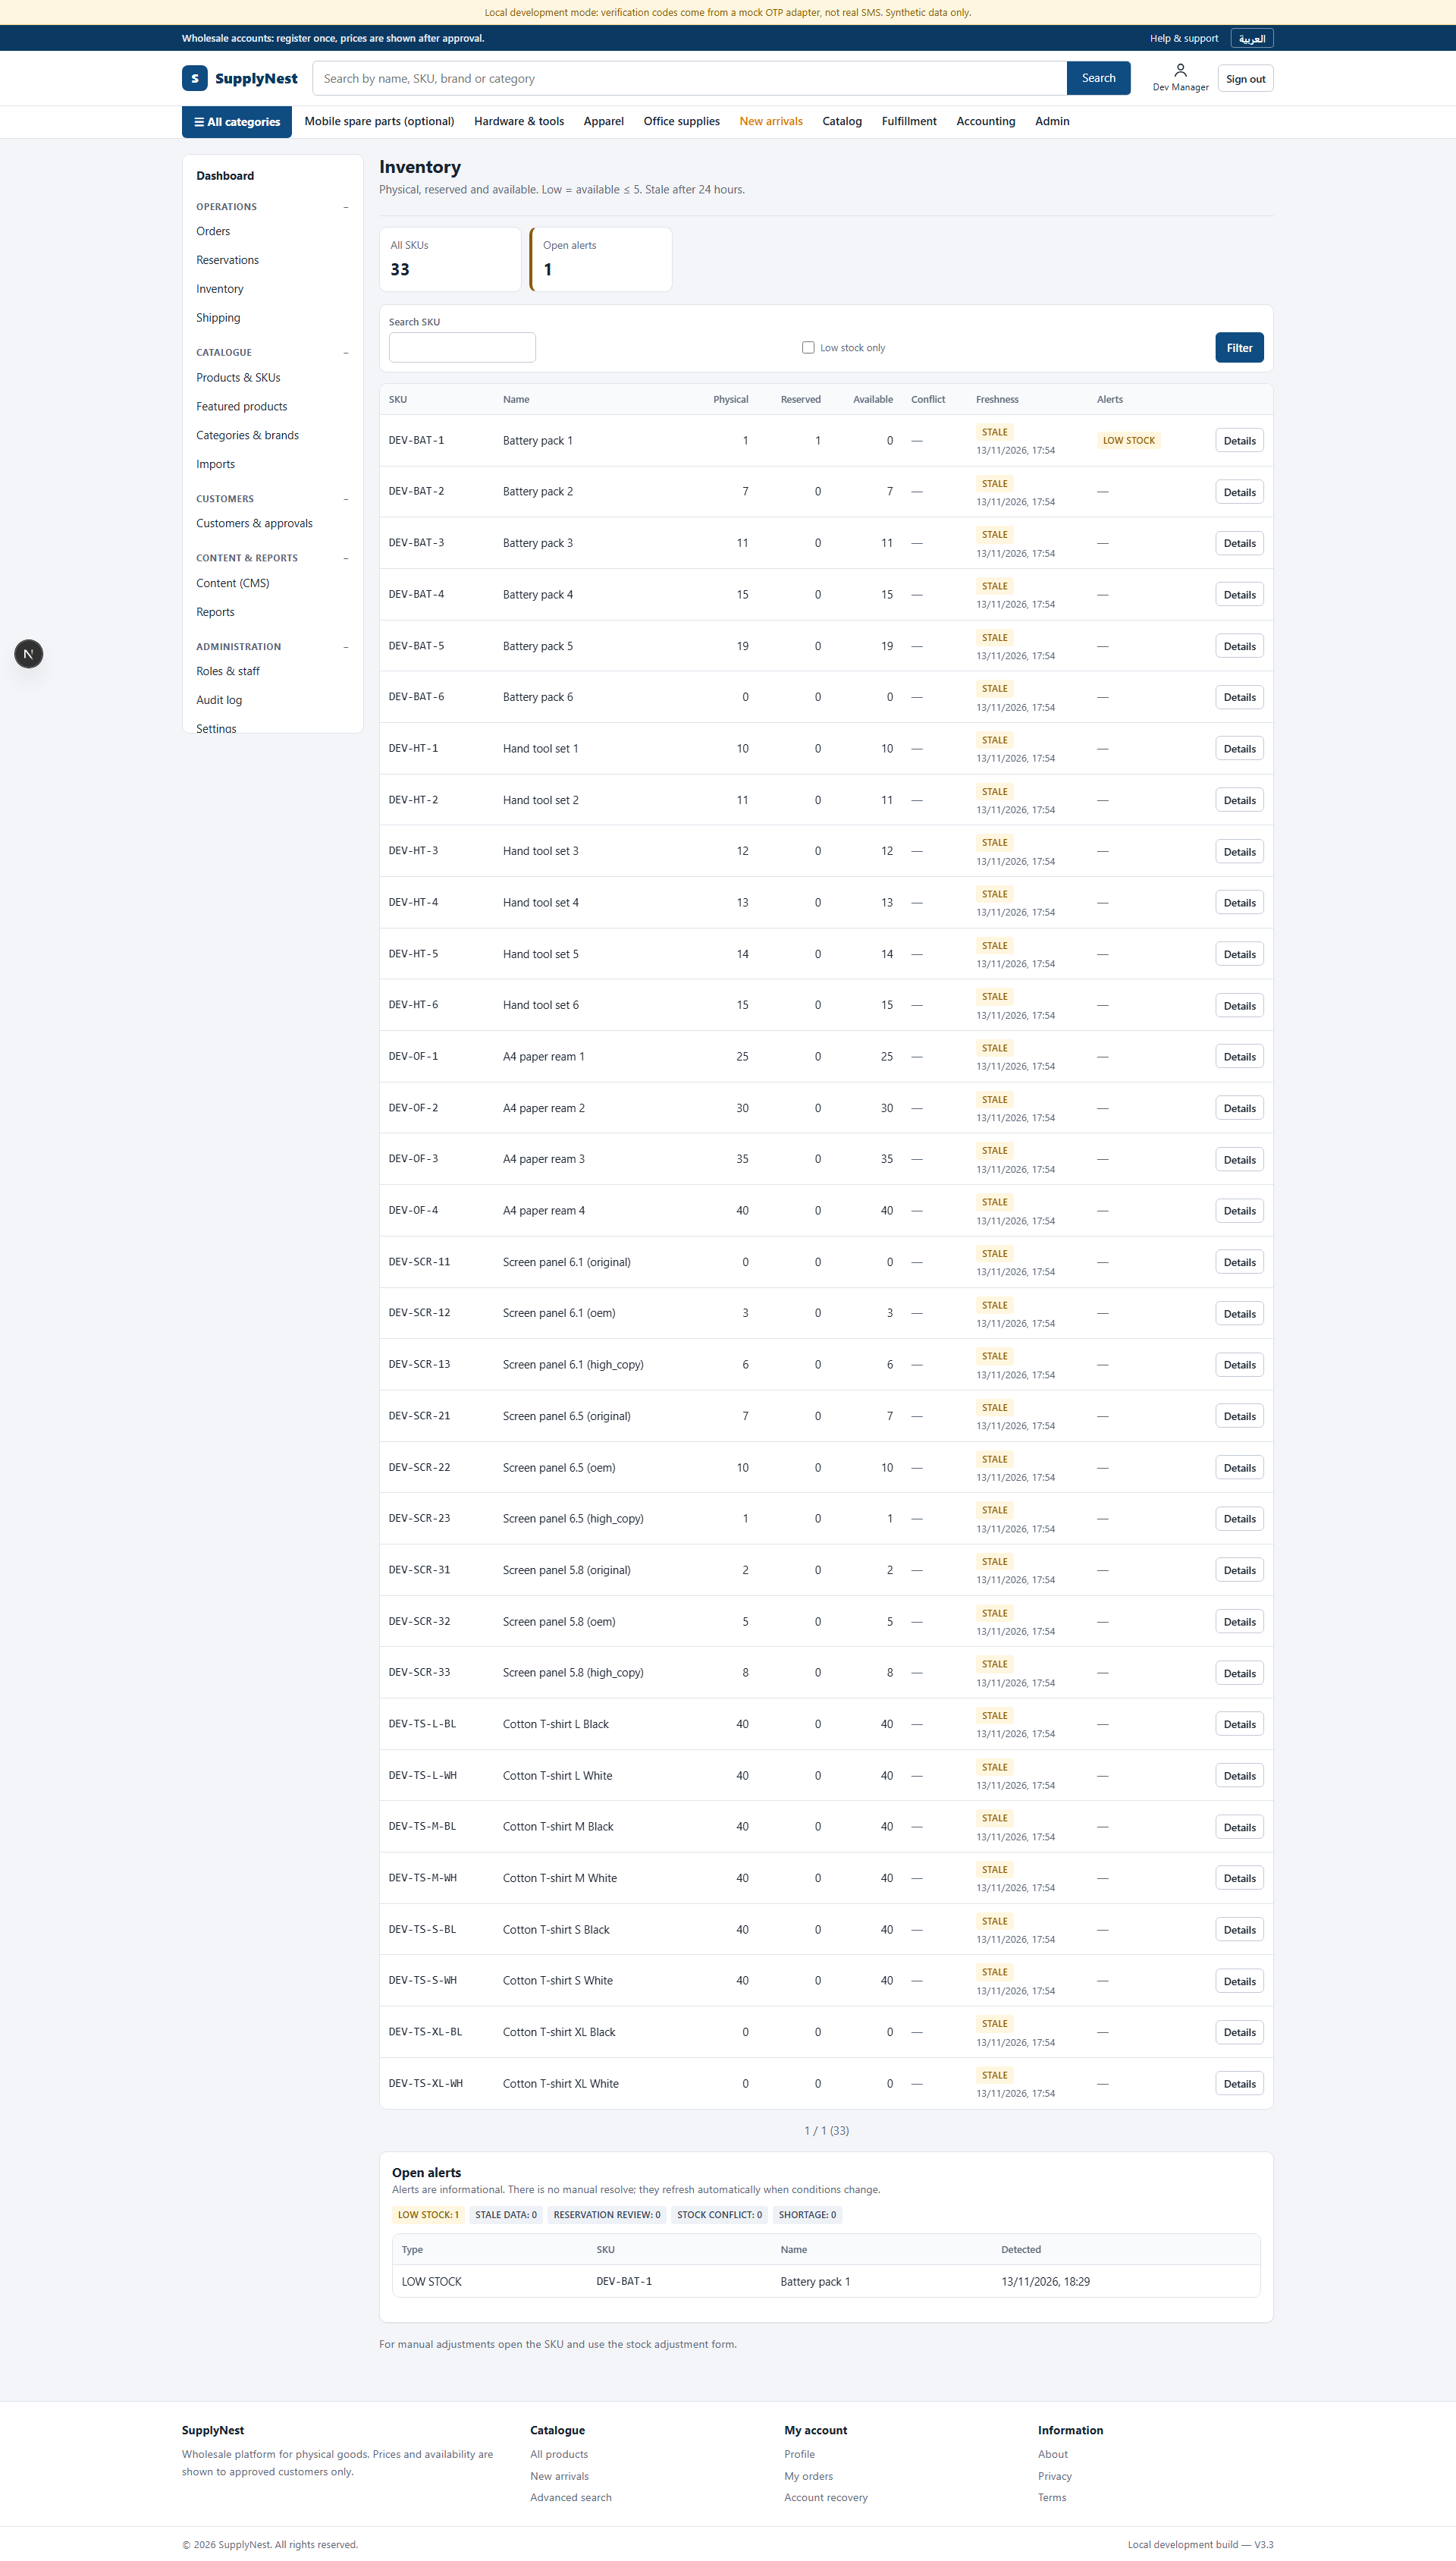 Local development mode: verification codes come from a mock OTP adapter, not real SMS. Synthetic data only.
Wholesale accounts: register once, prices are shown after approval.
Help & support
العربية
S SupplyNest
Search by name, SKU, brand or category
Search
Dev Manager
Sign out
☰ All categories Mobile spare parts (optional) Hardware & tools Apparel Office supplies New arrivals Catalog Fulfillment Accounting Admin
Dashboard
OPERATIONS –
Orders
Reservations
Inventory
Shipping
CATALOGUE –
Products & SKUs
Featured products
Categories & brands
Imports
CUSTOMERS –
Customers & approvals
CONTENT & REPORTS –
Content (CMS)
Reports
ADMINISTRATION –
Roles & staff
Audit log
Settings
N
Inventory
Physical, reserved and available. Low = available ≤ 5. Stale after 24 hours.
All SKUs
33
Open alerts
1
Search SKU
Low stock only
Filter
SKU Name Physical Reserved Available Conflict Freshness Alerts
DEV-BAT-1 Battery pack 1 1 1 0 — STALE 13/11/2026, 17:54 LOW STOCK Details
DEV-BAT-2 Battery pack 2 7 0 7 — STALE 13/11/2026, 17:54 — Details
DEV-BAT-3 Battery pack 3 11 0 11 — STALE 13/11/2026, 17:54 — Details
DEV-BAT-4 Battery pack 4 15 0 15 — STALE 13/11/2026, 17:54 — Details
DEV-BAT-5 Battery pack 5 19 0 19 — STALE 13/11/2026, 17:54 — Details
DEV-BAT-6 Battery pack 6 0 0 0 — STALE 13/11/2026, 17:54 — Details
DEV-HT-1 Hand tool set 1 10 0 10 — STALE 13/11/2026, 17:54 — Details
DEV-HT-2 Hand tool set 2 11 0 11 — STALE 13/11/2026, 17:54 — Details
DEV-HT-3 Hand tool set 3 12 0 12 — STALE 13/11/2026, 17:54 — Details
DEV-HT-4 Hand tool set 4 13 0 13 — STALE 13/11/2026, 17:54 — Details
DEV-HT-5 Hand tool set 5 14 0 14 — STALE 13/11/2026, 17:54 — Details
DEV-HT-6 Hand tool set 6 15 0 15 — STALE 13/11/2026, 17:54 — Details
DEV-OF-1 A4 paper ream 1 25 0 25 — STALE 13/11/2026, 17:54 — Details
DEV-OF-2 A4 paper ream 2 30 0 30 — STALE 13/11/2026, 17:54 — Details
DEV-OF-3 A4 paper ream 3 35 0 35 — STALE 13/11/2026, 17:54 — Details
DEV-OF-4 A4 paper ream 4 40 0 40 — STALE 13/11/2026, 17:54 — Details
DEV-SCR-11 Screen panel 6.1 (original) 0 0 0 — STALE 13/11/2026, 17:54 — Details
DEV-SCR-12 Screen panel 6.1 (oem) 3 0 3 — STALE 13/11/2026, 17:54 — Details
DEV-SCR-13 Screen panel 6.1 (high_copy) 6 0 6 — STALE 13/11/2026, 17:54 — Details
DEV-SCR-21 Screen panel 6.5 (original) 7 0 7 — STALE 13/11/2026, 17:54 — Details
DEV-SCR-22 Screen panel 6.5 (oem) 10 0 10 — STALE 13/11/2026, 17:54 — Details
DEV-SCR-23 Screen panel 6.5 (high_copy) 1 0 1 — STALE 13/11/2026, 17:54 — Details
DEV-SCR-31 Screen panel 5.8 (original) 2 0 2 — STALE 13/11/2026, 17:54 — Details
DEV-SCR-32 Screen panel 5.8 (oem) 5 0 5 — STALE 13/11/2026, 17:54 — Details
DEV-SCR-33 Screen panel 5.8 (high_copy) 8 0 8 — STALE 13/11/2026, 17:54 — Details
DEV-TS-L-BL Cotton T-shirt L Black 40 0 40 — STALE 13/11/2026, 17:54 — Details
DEV-TS-L-WH Cotton T-shirt L White 40 0 40 — STALE 13/11/2026, 17:54 — Details
DEV-TS-M-BL Cotton T-shirt M Black 40 0 40 — STALE 13/11/2026, 17:54 — Details
DEV-TS-M-WH Cotton T-shirt M White 40 0 40 — STALE 13/11/2026, 17:54 — Details
DEV-TS-S-BL Cotton T-shirt S Black 40 0 40 — STALE 13/11/2026, 17:54 — Details
DEV-TS-S-WH Cotton T-shirt S White 40 0 40 — STALE 13/11/2026, 17:54 — Details
DEV-TS-XL-BL Cotton T-shirt XL Black 0 0 0 — STALE 13/11/2026, 17:54 — Details
DEV-TS-XL-WH Cotton T-shirt XL White 0 0 0 — STALE 13/11/2026, 17:54 — Details
1 / 1 (33)
Open alerts
Alerts are informational. There is no manual resolve; they refresh automatically when conditions change.
LOW STOCK: 1 STALE DATA: 0 RESERVATION REVIEW: 0 STOCK CONFLICT: 0 SHORTAGE: 0
Type SKU Name Detected
LOW STOCK DEV-BAT-1 Battery pack 1 13/11/2026, 18:29
For manual adjustments open the SKU and use the stock adjustment form.
SupplyNest
Wholesale platform for physical goods. Prices and availability are
shown to approved customers only.
Catalogue
All products
New arrivals
Advanced search
My account
Profile
My orders
Account recovery
Information
About
Privacy
Terms
© 2026 SupplyNest. All rights reserved.
Local development build — V3.3